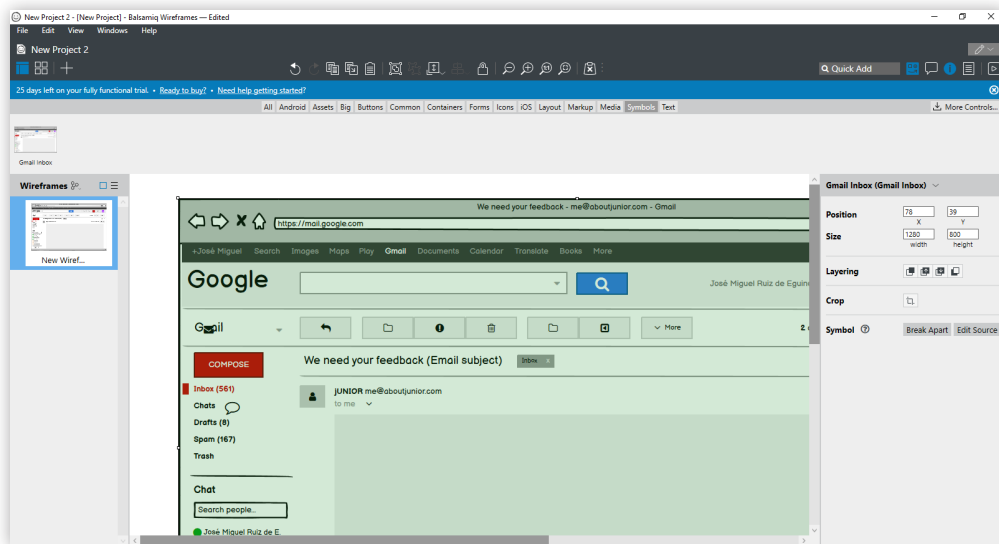 New Project 2 - [New Project] - Balsamiq Wireframes — Edited
File Edit View Windows Help
New Project 2
Quick Add
25 days left on your fully functional trial. • Ready to buy? • Need help getting started?
All Android Assets Big Buttons Common Containers Forms Icons iOS Layout Markup Media Symbols Text
More Controls...
Gmail Inbox
Wireframes
New Wiref...
We need your feedback - me@aboutjunior.com - Gmail
https://mail.google.com
+José Miguel Search Images Maps Play Gmail Documents Calendar Translate Books More
Google
José Miguel Ruiz de Eguin
Gmail
More
2
COMPOSE
We need your feedback (Email subject)
Inbox x
Inbox (561)
Chats
Drafts (8)
Spam (167)
Trash
jUNIOR me@aboutjunior.com
to me
Chat
Search people...
José Miguel Ruiz de E.
Gmail Inbox (Gmail Inbox)
Position 78 39
X Y
Size 1280 800
width height
Layering
Crop
Symbol Break Apart Edit Source